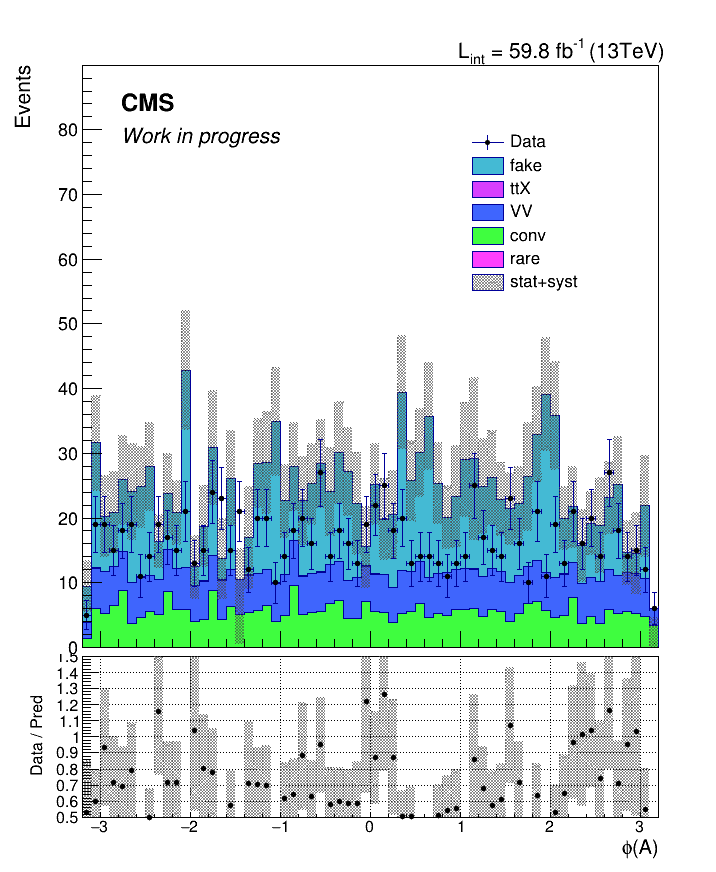 L_int = 59.8 fb^-1 (13TeV)
Events
CMS
Work in progress
Data
fake
ttX
VV
conv
rare
stat+syst
80
70
60
50
40
30
20
10
0
1.5
1.4
1.3
1.2
1.1
1
0.9
0.8
0.7
0.6
0.5
Data / Pred
−3 −2 −1 0 1 2 3
ϕ(A)